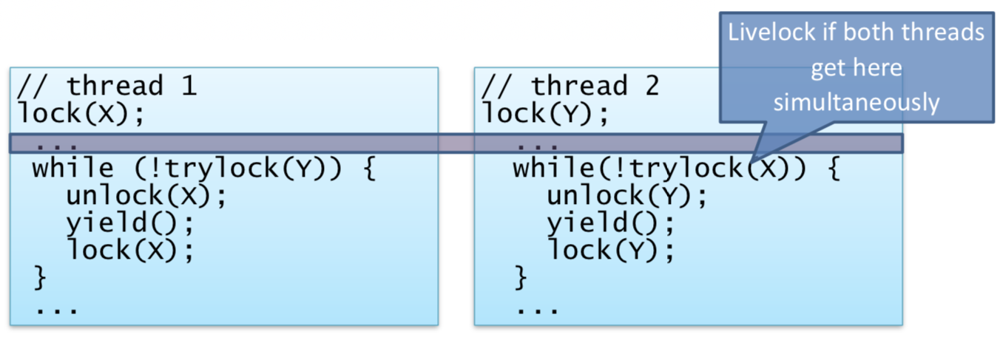 Livelock if both threads
get here
simultaneously
// thread 1
lock(X);
...
while (!trylock(Y)) {
unlock(X);
yield();
lock(X);
}
...
// thread 2
lock(Y);
...
while(!trylock(X)) {
unlock(Y);
yield();
lock(Y);
}
...